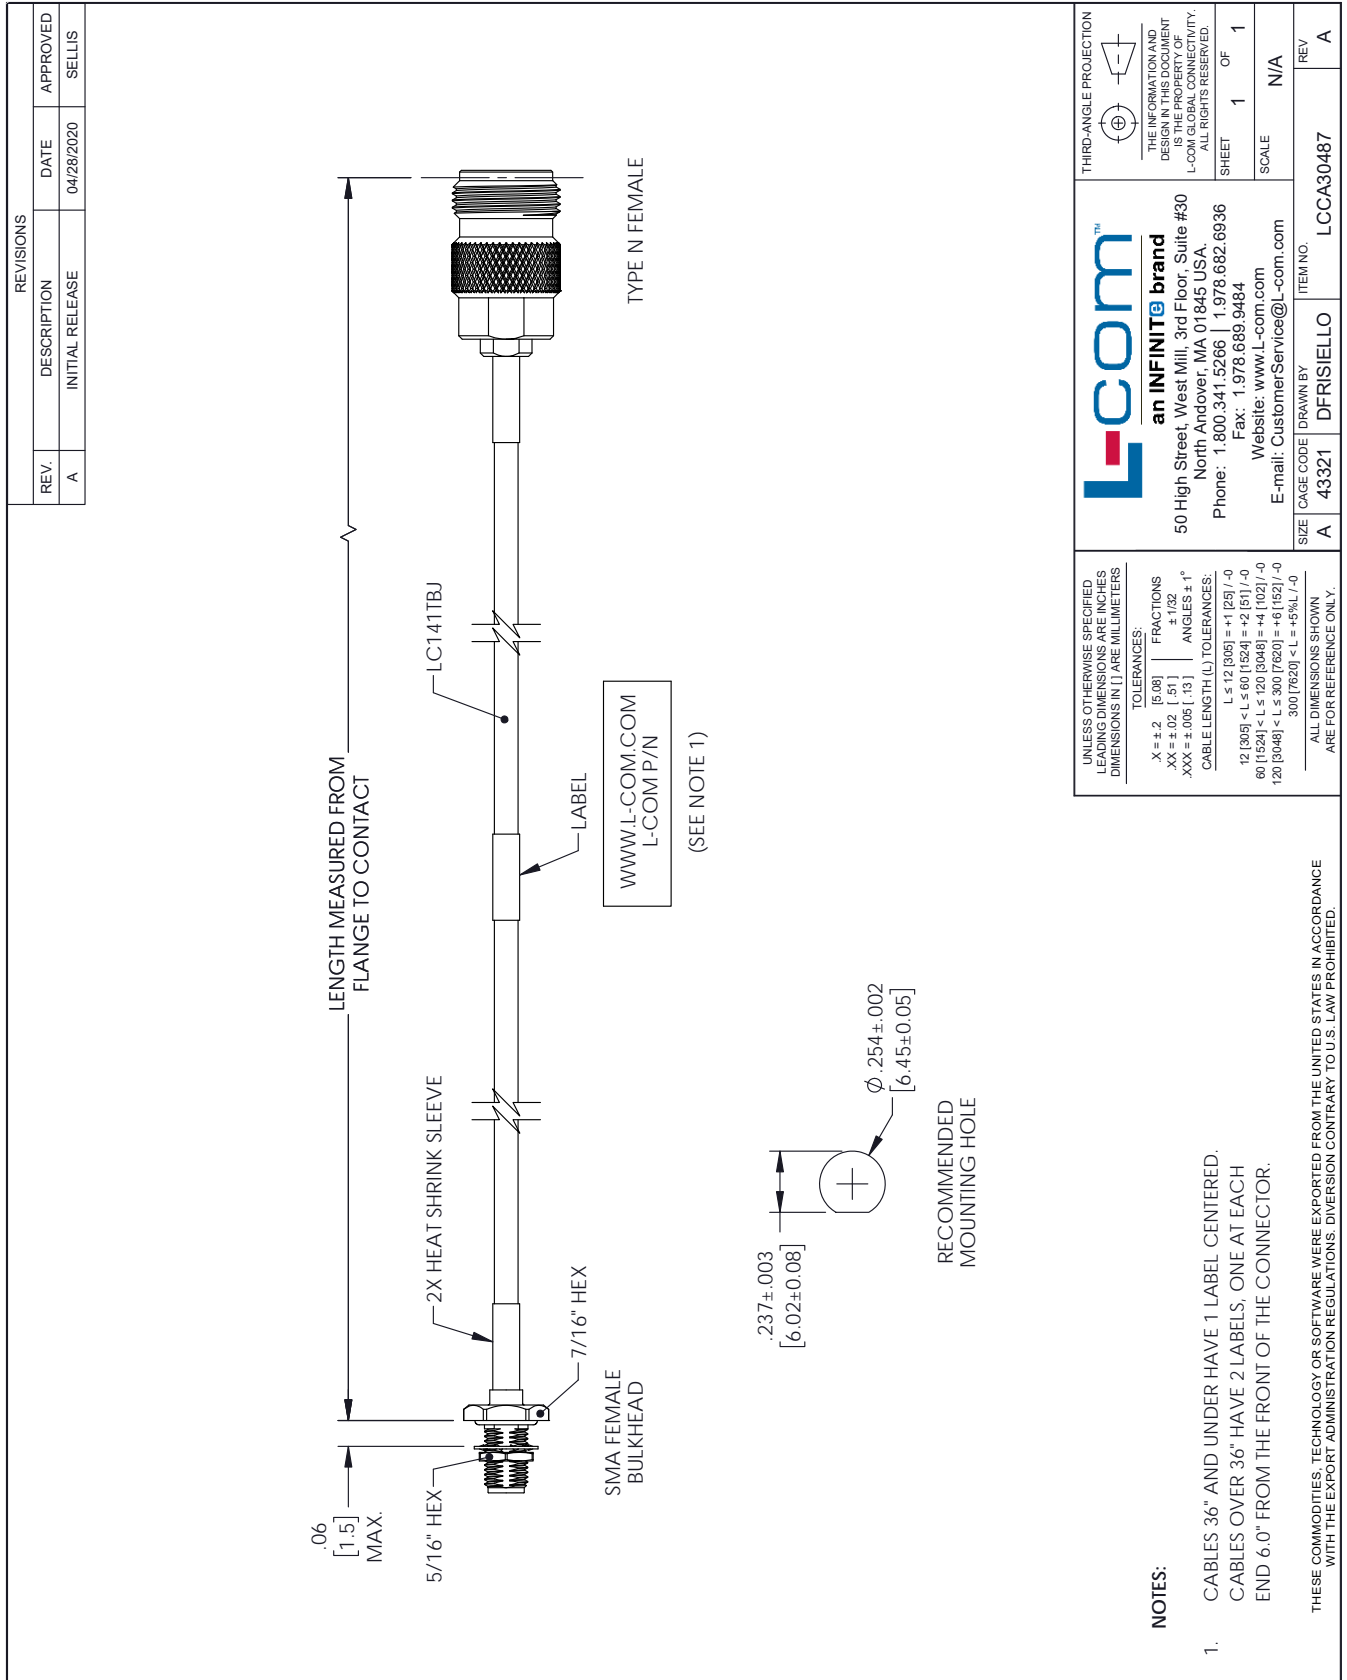 REVISIONS
REV. DESCRIPTION DATE APPROVED
A INITIAL RELEASE 04/28/2020 SELLIS
LENGTH MEASURED FROM
FLANGE TO CONTACT
.06
[1.5]
MAX.
5/16" HEX
2X HEAT SHRINK SLEEVE
LC141TBJ
7/16" HEX
LABEL
SMA FEMALE
BULKHEAD
WWW.L-COM.COM
L-COM P/N
(SEE NOTE 1)
TYPE N FEMALE
.237±.003
[6.02±0.08]
Ø .254±.002
[6.45±0.05]
RECOMMENDED
MOUNTING HOLE
NOTES:
1. CABLES 36" AND UNDER HAVE 1 LABEL CENTERED.
CABLES OVER 36" HAVE 2 LABELS, ONE AT EACH
END 6.0" FROM THE FRONT OF THE CONNECTOR.
THESE COMMODITIES, TECHNOLOGY OR SOFTWARE WERE EXPORTED FROM THE UNITED STATES IN ACCORDANCE
WITH THE EXPORT ADMINISTRATION REGULATIONS. DIVERSION CONTRARY TO U.S. LAW PROHIBITED.
UNLESS OTHERWISE SPECIFIED
LEADING DIMENSIONS ARE INCHES
DIMENSIONS IN [ ] ARE MILLIMETERS
TOLERANCES:
.X = ± .2 [5.08] FRACTIONS
.XX = ± .02 [ .51 ] ± 1/32
.XXX = ± .005 [ .13 ] ANGLES ± 1°
CABLE LENGTH (L) TOLERANCES:
L ≤ 12 [305] = +1 [25] / -0
12 [305] < L ≤ 60 [1524] = +2 [51] / -0
60 [1524] < L ≤ 120 [3048] = +4 [102] / -0
120 [3048] < L ≤ 300 [7620] = +6 [152] / -0
300 [7620] < L = +5%L / -0
ALL DIMENSIONS SHOWN
ARE FOR REFERENCE ONLY.
L-com™
an INFINITe brand
50 High Street, West Mill, 3rd Floor, Suite #30
North Andover, MA 01845 USA.
Phone: 1.800.341.5266 | 1.978.682.6936
Fax: 1.978.689.9484
Website: www.L-com.com
E-mail: CustomerService@L-com.com
THIRD-ANGLE PROJECTION
THE INFORMATION AND
DESIGN IN THIS DOCUMENT
IS THE PROPERTY OF
L-COM GLOBAL CONNECTIVITY.
ALL RIGHTS RESERVED.
SHEET 1 OF 1
SCALE N/A
SIZE A
CAGE CODE 43321
DRAWN BY DFRISIELLO
ITEM NO. LCCA30487
REV A